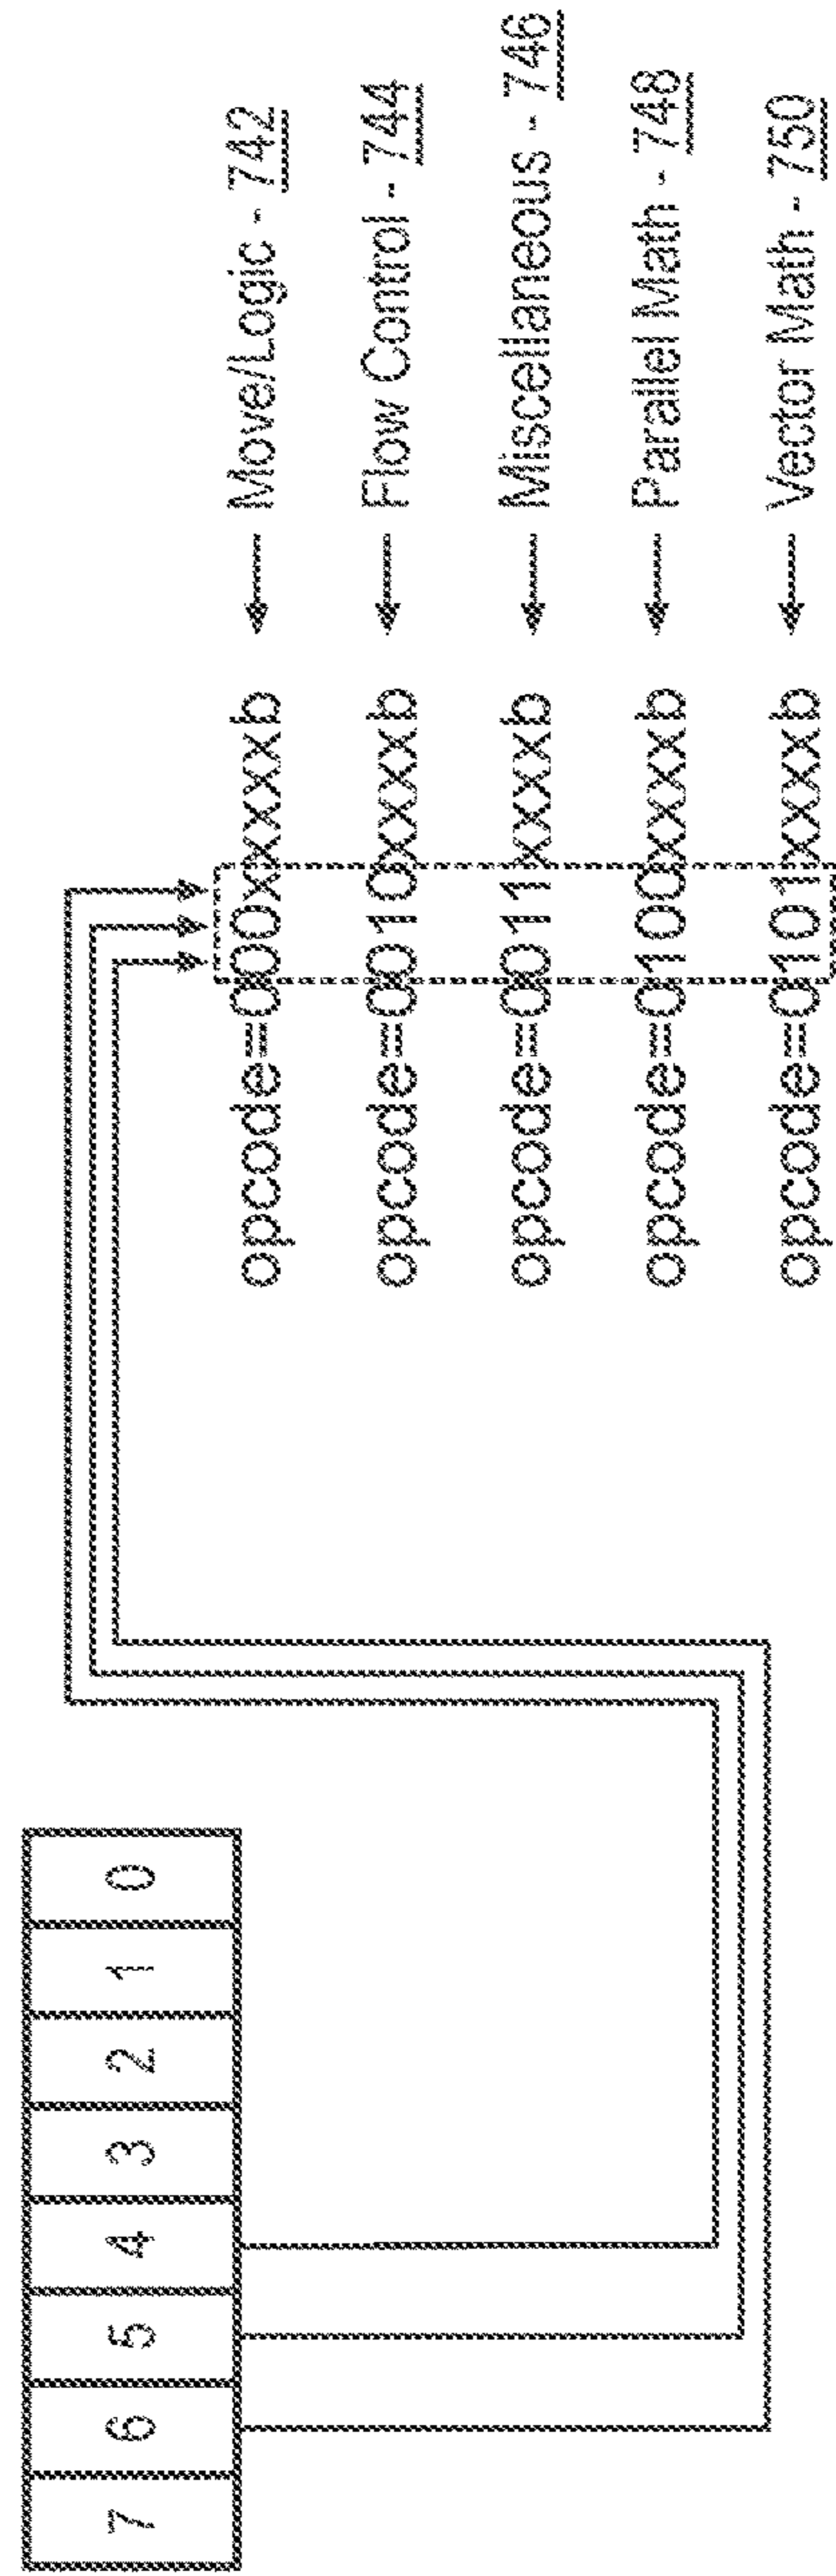 7 6 5 4 3 2 1 0
opcode=000xxxxxb Move/Logic - 742
opcode=0010xxxxb Flow Control - 744
opcode=0011xxxxb Miscellaneous - 746
opcode=0100xxxxb Parallel Math - 748
opcode=0101xxxxb Vector Math - 750